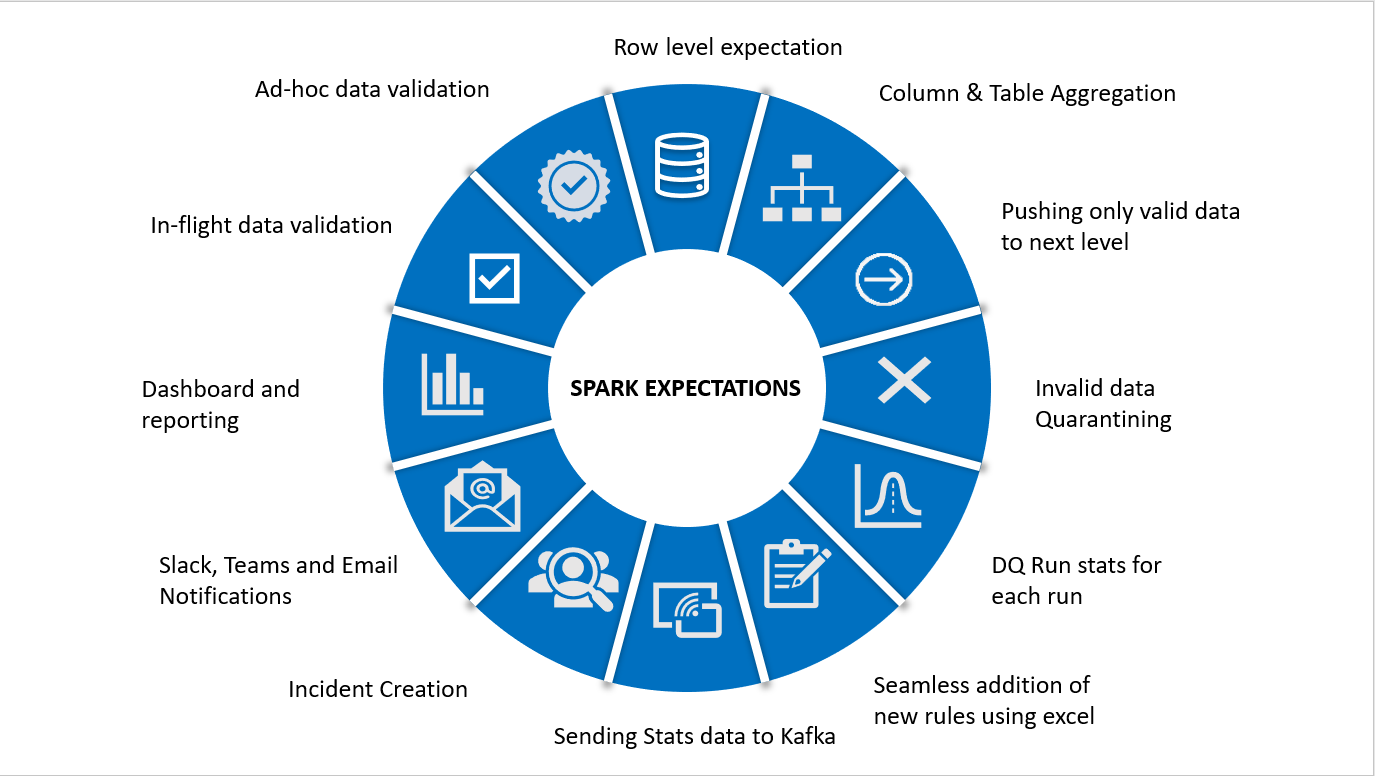 Row level expectation
Column & Table Aggregation
Pushing only valid data
to next level
Invalid data
Quarantining
DQ Run stats for
each run
Seamless addition of
new rules using excel
Sending Stats data to Kafka
Incident Creation
Slack, Teams and Email
Notifications
Dashboard and
reporting
In-flight data validation
Ad-hoc data validation
SPARK EXPECTATIONS
@